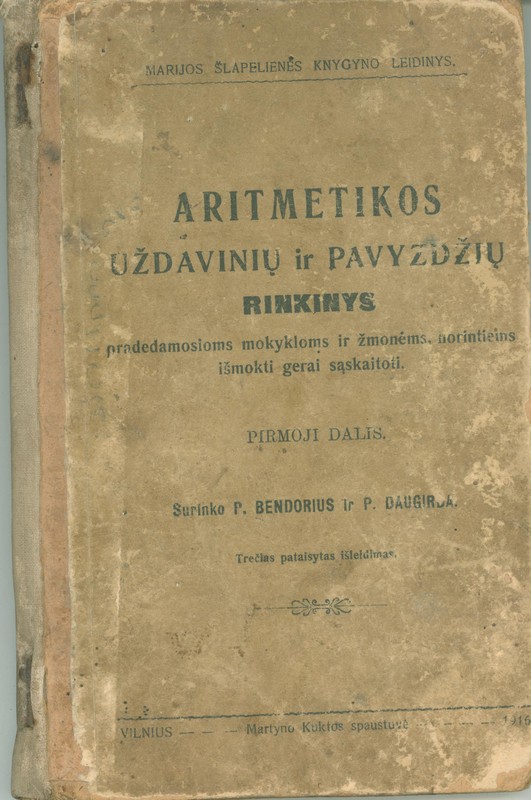 MARIJOS ŠLAPELIENĖS KNYGYNO LEIDINYS.
ARITMETIKOS
UŽDAVINIŲ ir PAVYZDŽIŲ
RINKINYS
pradedamosioms mokykloms ir žmonėms, norintiems
išmokti gerai sąskaitoti.
PIRMOJI DALIS.
Surinko P. BENDORIUS ir P. DAUGIRDA.
Trečias pataisytas išleidimas.
VILNIUS — — — Martyno Kuktos spaustuvė — — — — 1916